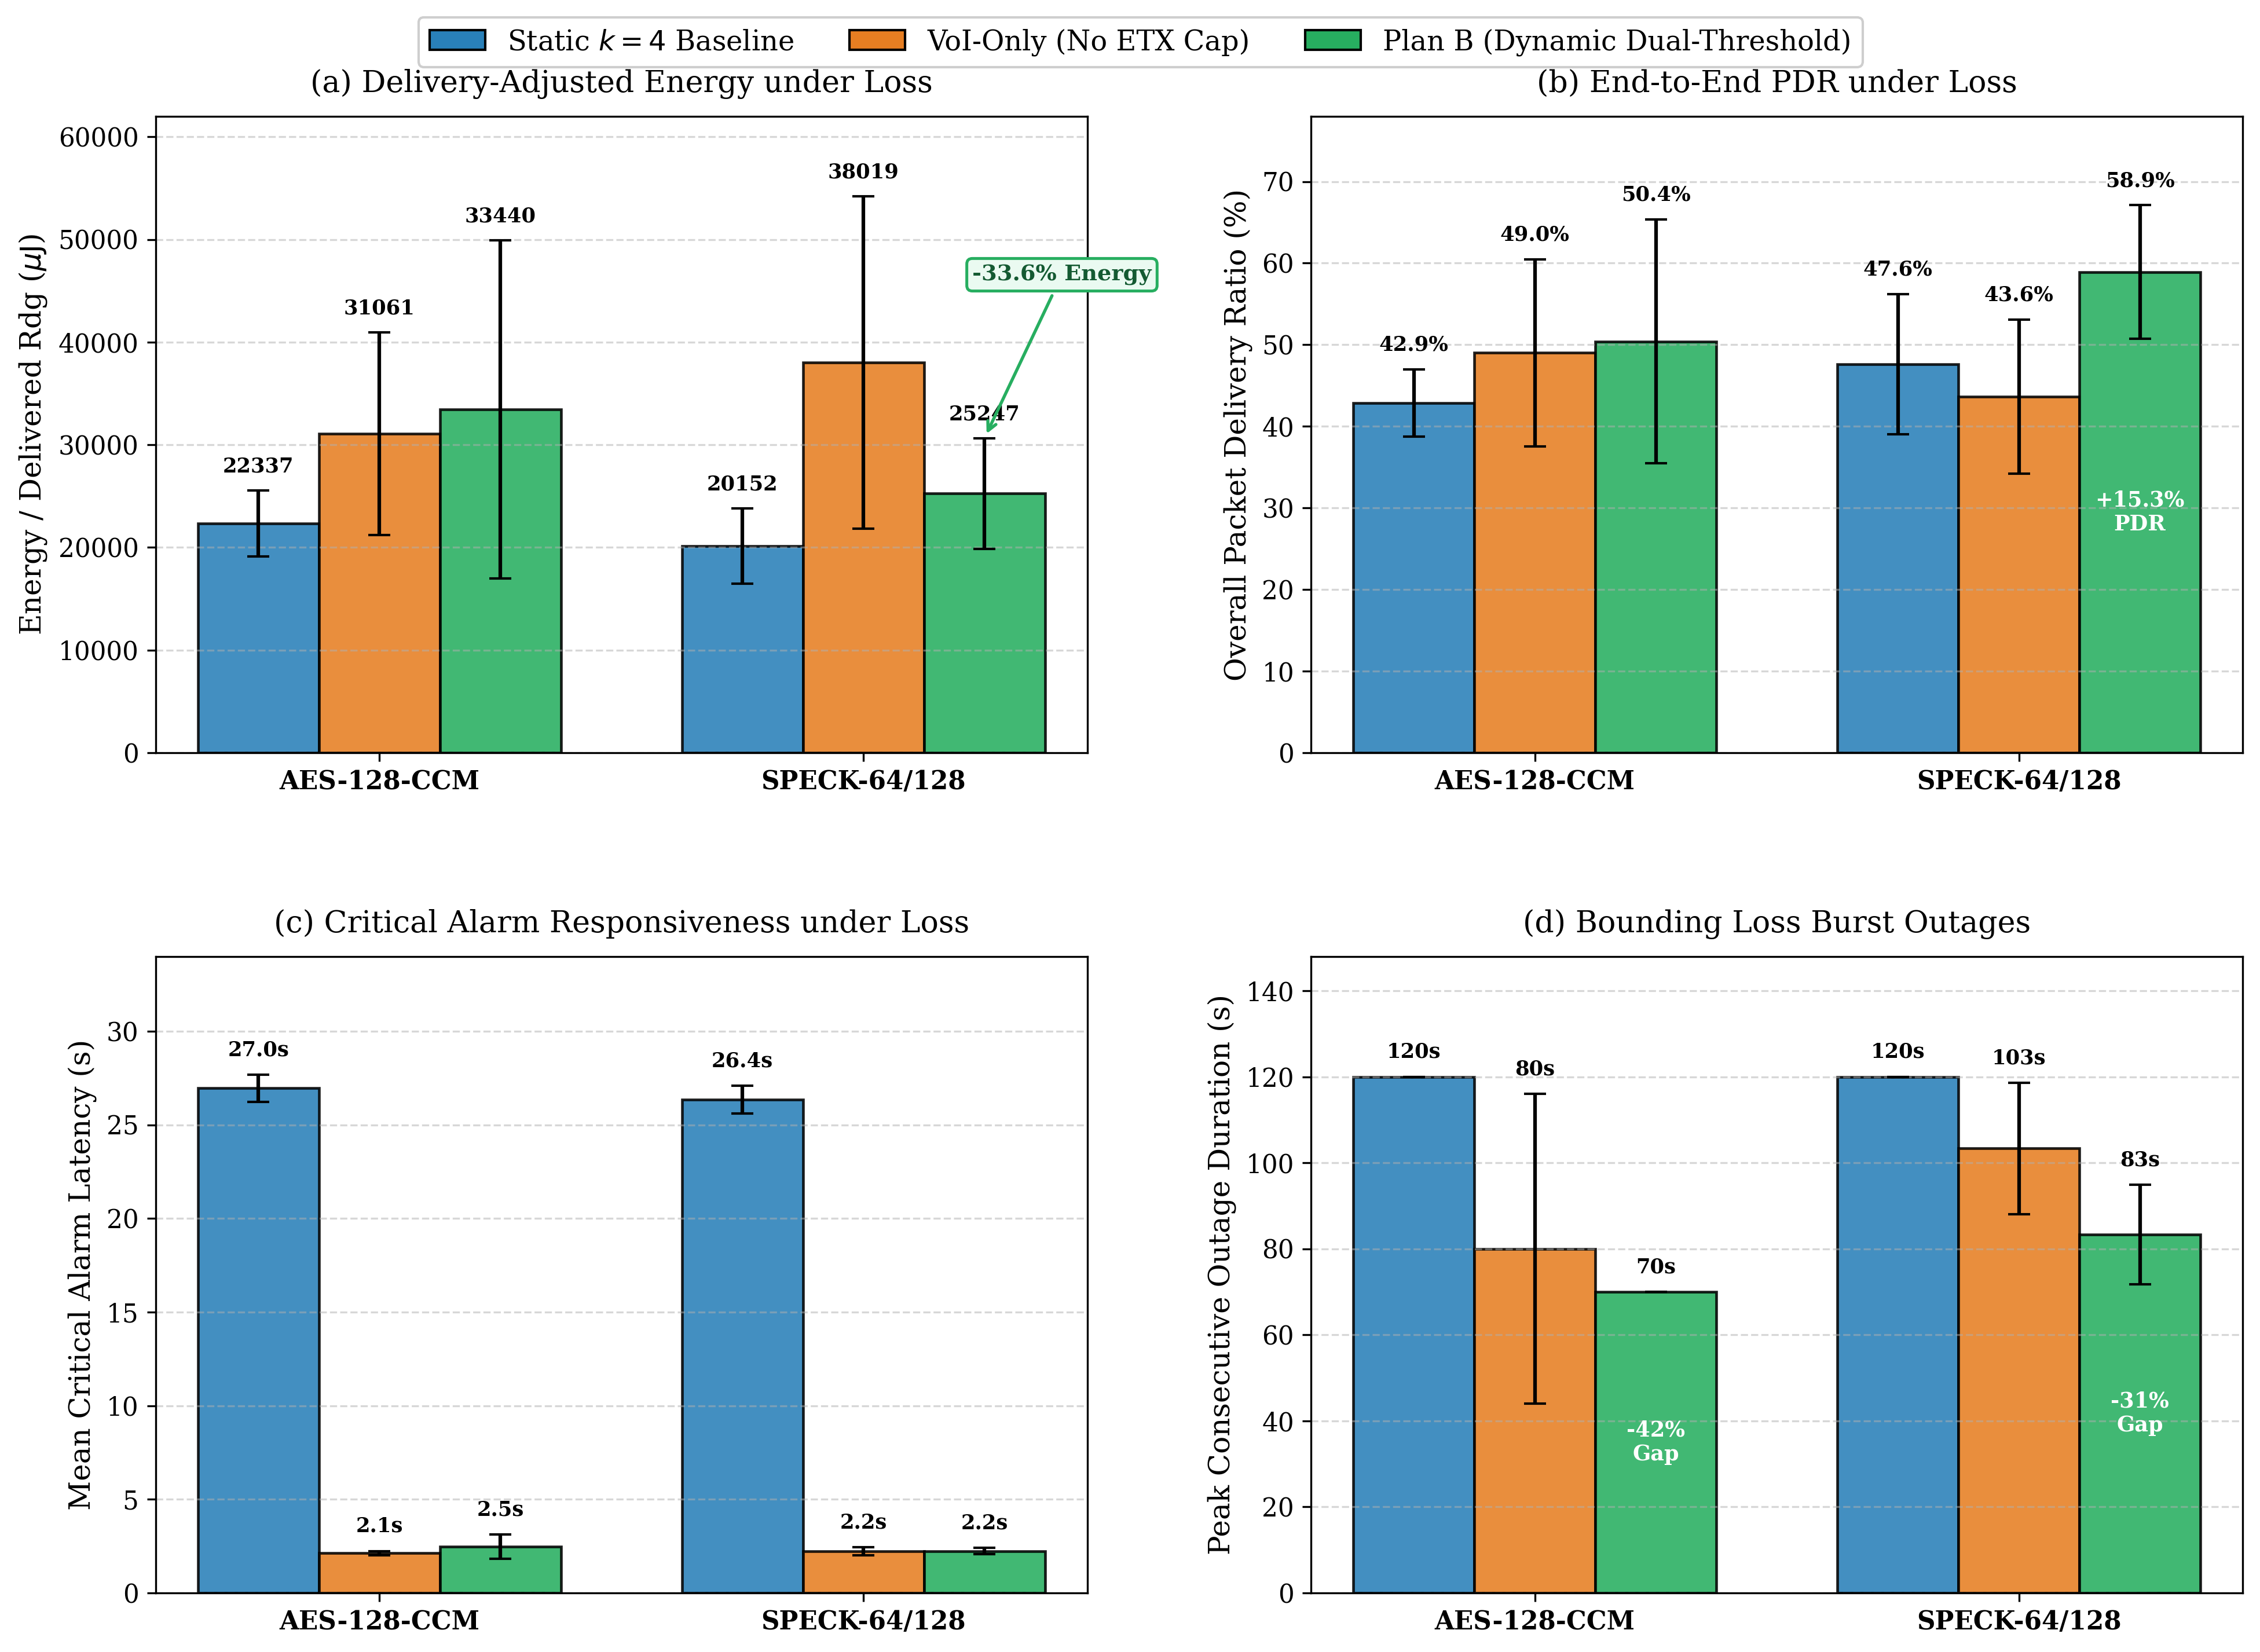 Static k = 4 Baseline
VoI-Only (No ETX Cap)
Plan B (Dynamic Dual-Threshold)
(a) Delivery-Adjusted Energy under Loss
Energy / Delivered Rdg (μJ)
60000
50000
40000
30000
20000
10000
0
22337
31061
33440
20152
38019
25247
-33.6% Energy
AES-128-CCM
SPECK-64/128
(b) End-to-End PDR under Loss
Overall Packet Delivery Ratio (%)
70
60
50
40
30
20
10
0
42.9%
49.0%
50.4%
47.6%
43.6%
58.9%
+15.3%
PDR
AES-128-CCM
SPECK-64/128
(c) Critical Alarm Responsiveness under Loss
Mean Critical Alarm Latency (s)
30
25
20
15
10
5
0
27.0s
2.1s
2.5s
26.4s
2.2s
2.2s
AES-128-CCM
SPECK-64/128
(d) Bounding Loss Burst Outages
Peak Consecutive Outage Duration (s)
140
120
100
80
60
40
20
0
120s
80s
70s
-42%
Gap
120s
103s
83s
-31%
Gap
AES-128-CCM
SPECK-64/128